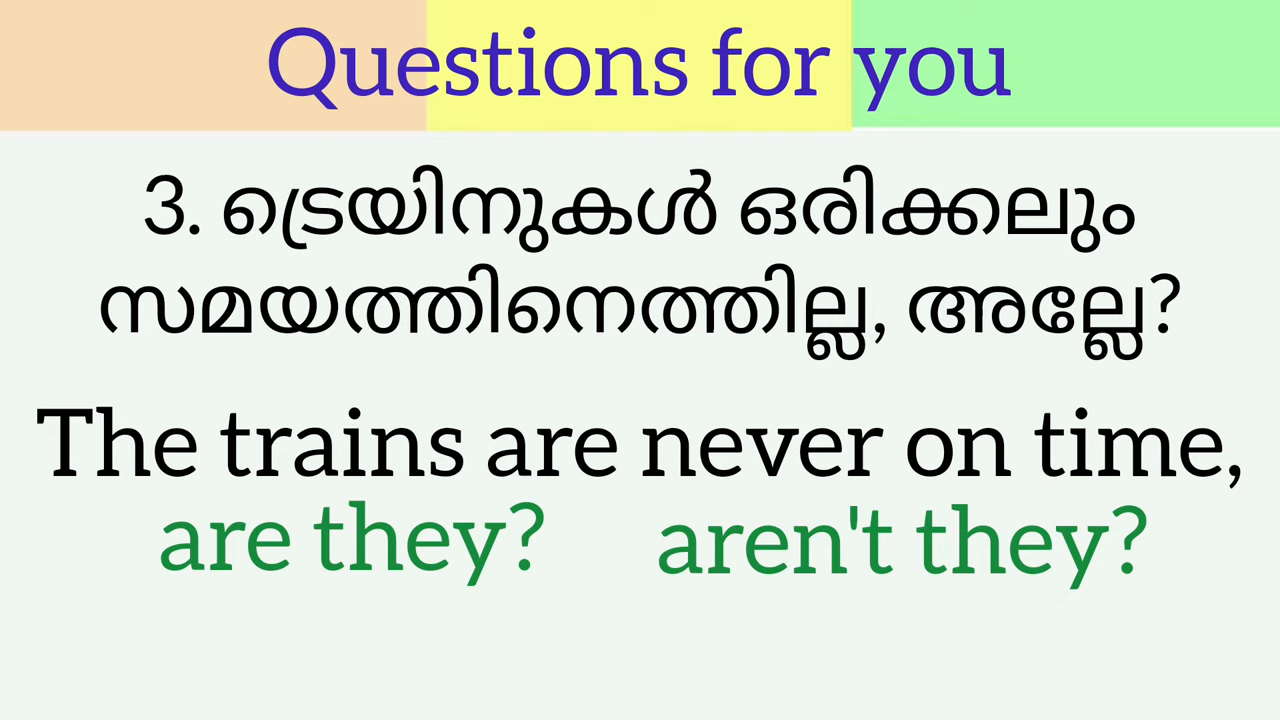 Questions for you
3. ട്രെയിനുകൾ ഒരിക്കലും
സമയത്തിനെത്തില്ല, അല്ലേ?
The trains are never on time,
are they? aren't they?